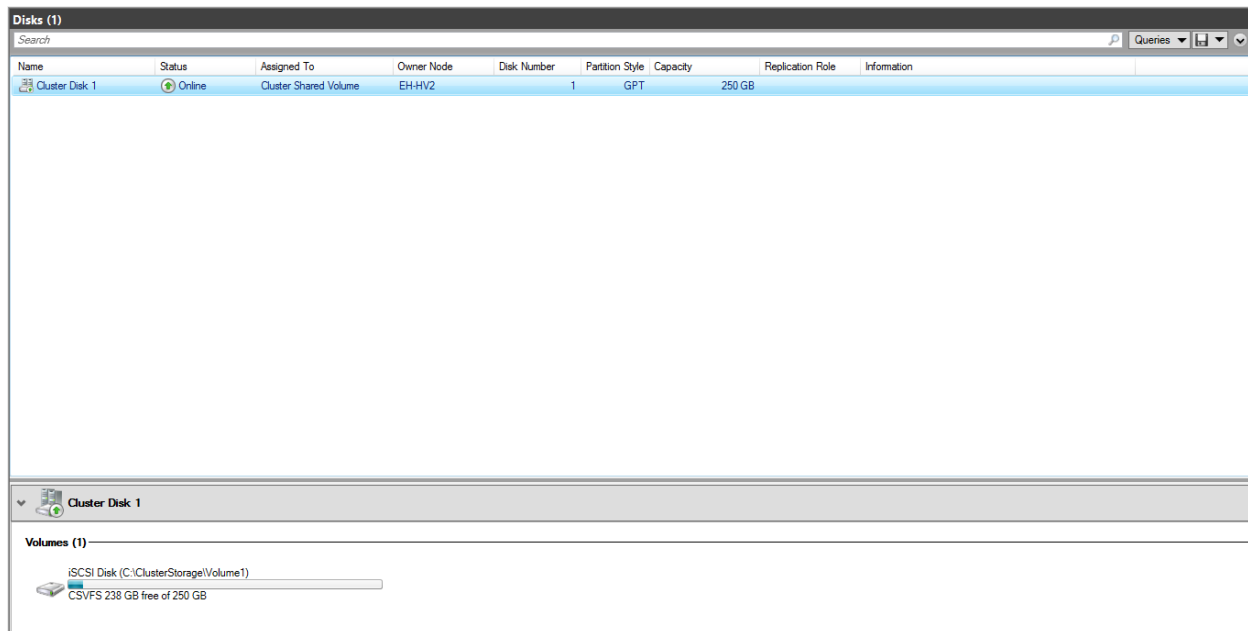 Disks (1)
Search Queries
Name Status Assigned To Owner Node Disk Number Partition Style Capacity Replication Role Information
Cluster Disk 1 Online Cluster Shared Volume EH-HV2 1 GPT 250 GB
Cluster Disk 1
Volumes (1)
iSCSI Disk (C:\ClusterStorage\Volume1)
CSVFS 238 GB free of 250 GB